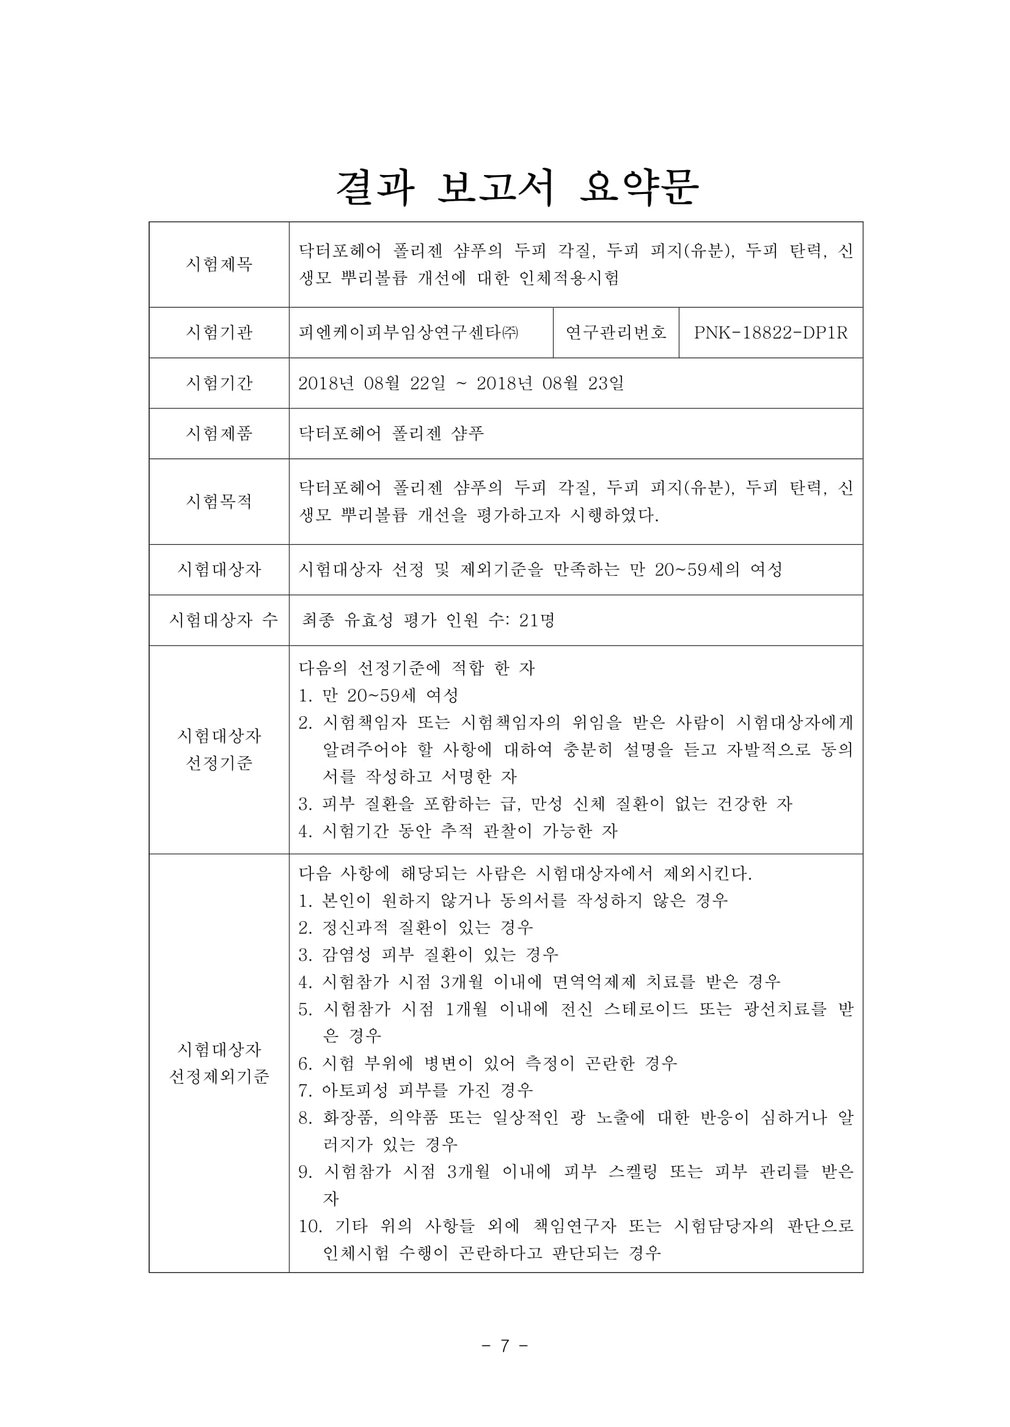 결과 보고서 요약문
시험제목
닥터포헤어 폴리젠 샴푸의 두피 각질, 두피 피지(유분), 두피 탄력, 신
생모 뿌리볼륨 개선에 대한 인체적용시험
시험기관
피엔케이피부임상연구센타㈜
연구관리번호
PNK-18822-DP1R
시험기간
2018년 08월 22일 ~ 2018년 08월 23일
시험제품
닥터포헤어 폴리젠 샴푸
시험목적
닥터포헤어 폴리젠 샴푸의 두피 각질, 두피 피지(유분), 두피 탄력, 신
생모 뿌리볼륨 개선을 평가하고자 시행하였다.
시험대상자
시험대상자 선정 및 제외기준을 만족하는 만 20~59세의 여성
시험대상자 수
최종 유효성 평가 인원 수: 21명
시험대상자
선정기준
다음의 선정기준에 적합 한 자
1. 만 20~59세 여성
2. 시험책임자 또는 시험책임자의 위임을 받은 사람이 시험대상자에게
알려주어야 할 사항에 대하여 충분히 설명을 듣고 자발적으로 동의
서를 작성하고 서명한 자
3. 피부 질환을 포함하는 급, 만성 신체 질환이 없는 건강한 자
4. 시험기간 동안 추적 관찰이 가능한 자
시험대상자
선정제외기준
다음 사항에 해당되는 사람은 시험대상자에서 제외시킨다.
1. 본인이 원하지 않거나 동의서를 작성하지 않은 경우
2. 정신과적 질환이 있는 경우
3. 감염성 피부 질환이 있는 경우
4. 시험참가 시점 3개월 이내에 면역억제제 치료를 받은 경우
5. 시험참가 시점 1개월 이내에 전신 스테로이드 또는 광선치료를 받
은 경우
6. 시험 부위에 병변이 있어 측정이 곤란한 경우
7. 아토피성 피부를 가진 경우
8. 화장품, 의약품 또는 일상적인 광 노출에 대한 반응이 심하거나 알
러지가 있는 경우
9. 시험참가 시점 3개월 이내에 피부 스켈링 또는 피부 관리를 받은
자
10. 기타 위의 사항들 외에 책임연구자 또는 시험담당자의 판단으로
인체시험 수행이 곤란하다고 판단되는 경우
- 7 -